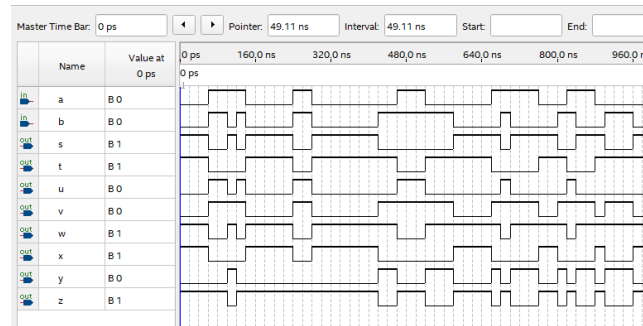 Master Time Bar: 0 ps Pointer: 49.11 ns Interval: 49.11 ns Start: End:
Name Value at 0 ps 0 ps 160.0 ns 320.0 ns 480.0 ns 640.0 ns 800.0 ns 960.0 n
0 ps
in a B 0
in b B 0
out s B 1
out t B 1
out u B 0
out v B 0
out w B 1
out x B 1
out y B 0
out z B 1